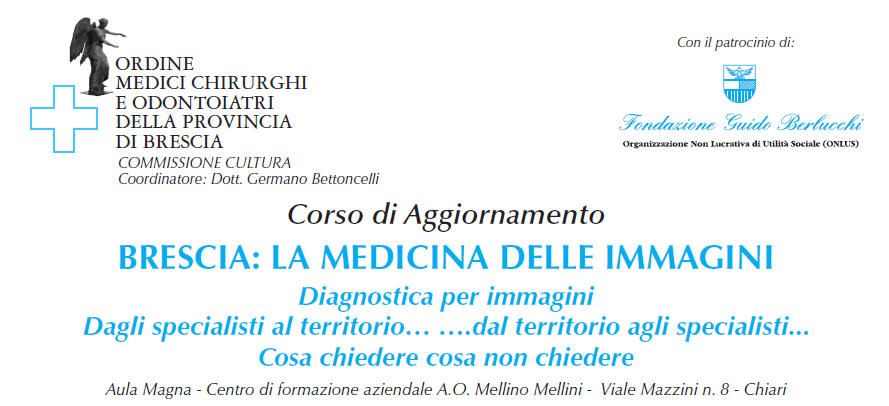 ORDINE
MEDICI CHIRURGHI
E ODONTOIATRI
DELLA PROVINCIA
DI BRESCIA
COMMISSIONE CULTURA
Coordinatore: Dott. Germano Bettoncelli
Con il patrocinio di:
Fondazione Guido Berlucchi
Organizzazione Non Lucrativa di Utilità Sociale (ONLUS)
Corso di Aggiornamento
BRESCIA: LA MEDICINA DELLE IMMAGINI
Diagnostica per immagini
Dagli specialisti al territorio… ….dal territorio agli specialisti...
Cosa chiedere cosa non chiedere
Aula Magna - Centro di formazione aziendale A.O. Mellino Mellini - Viale Mazzini n. 8 - Chiari